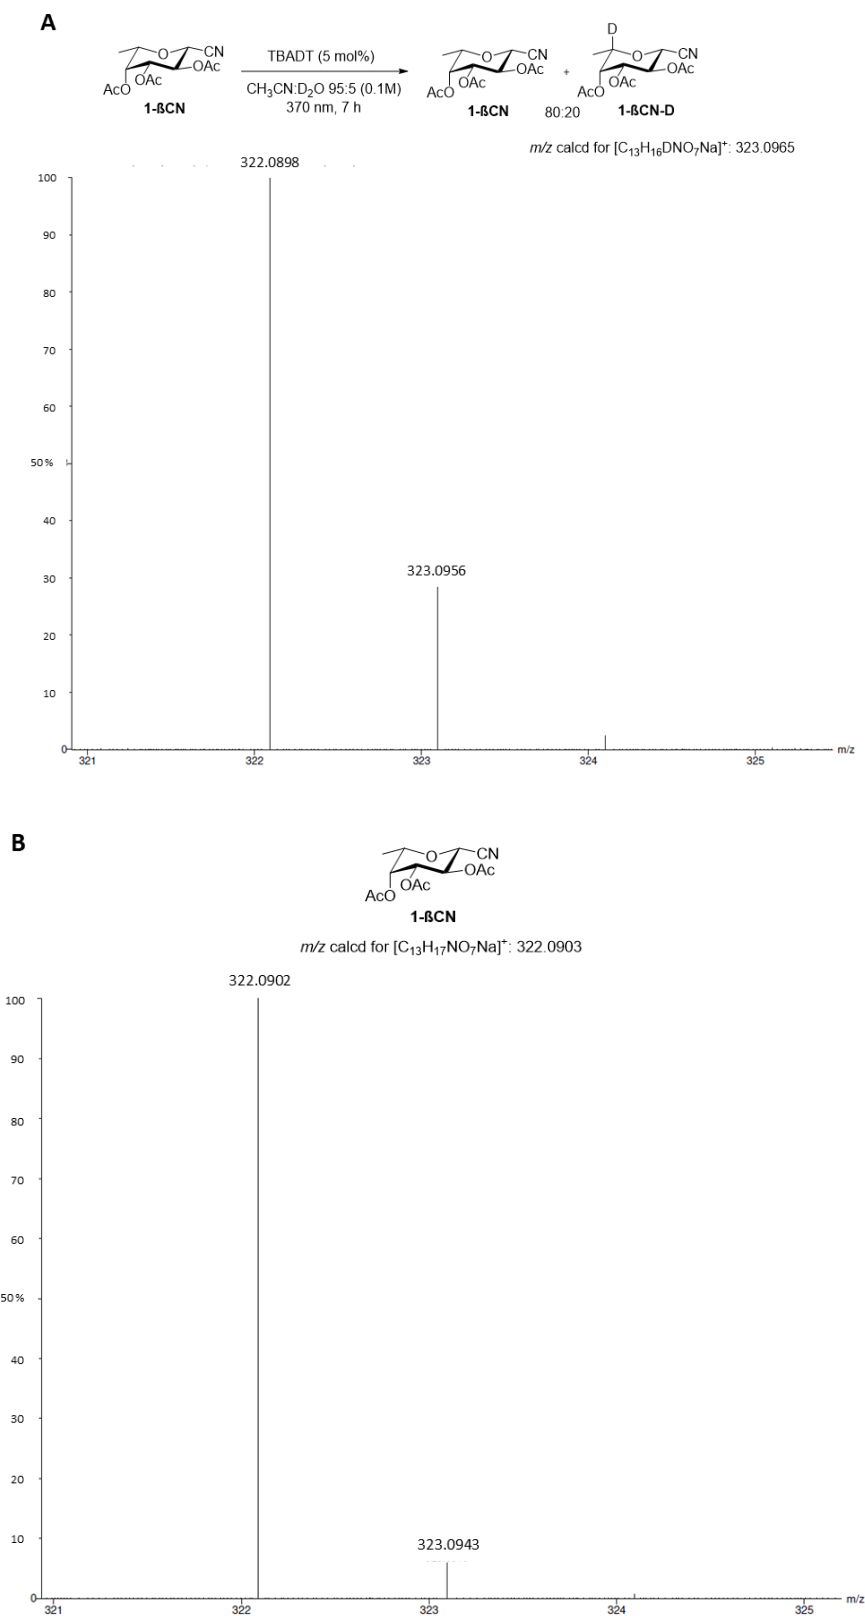 A
O
CN
OAc
OAc
AcO
1-ßCN
TBADT (5 mol%)
CH₃CN:D₂O 95:5 (0.1M)
370 nm, 7 h
O
CN
OAc
OAc
AcO
1-ßCN
+
80:20
D
O
CN
OAc
OAc
AcO
1-ßCN-D
m/z calcd for [C₁₃H₁₆DNO₇Na]⁺: 323.0965
322.0898
100
90
80
70
60
50%
40
30
20
10
0
323.0956
321
322
323
324
325
m/z
B
O
CN
OAc
OAc
AcO
1-ßCN
m/z calcd for [C₁₃H₁₇NO₇Na]⁺: 322.0903
322.0902
100
90
80
70
60
50%
40
30
20
10
0
323.0943
321
322
323
324
325
m/z